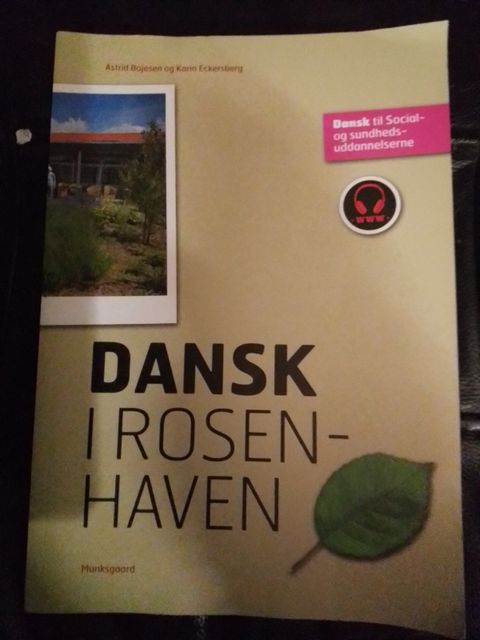 Astrid Bojesen og Karin Eckersberg
Dansk til Social-
og sundheds-
uddannelserne
WWW
DANSK
I ROSEN-
HAVEN
Munksgaard